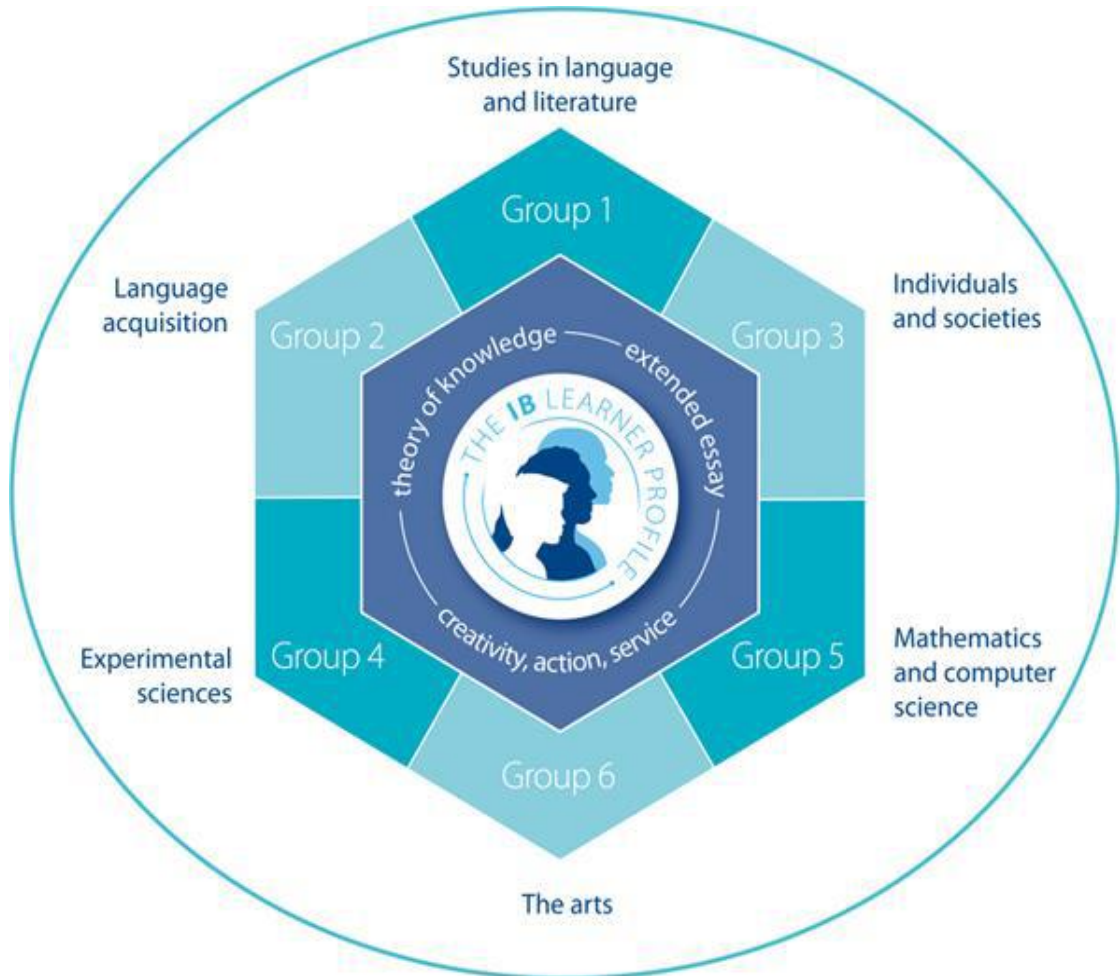 Studies in language
and literature
Group 1
Language
acquisition
Group 2
Group 3
Individuals
and societies
theory of knowledge
extended essay
THE IB LEARNER PROFILE
creativity, action, service
Experimental
sciences
Group 4
Group 5
Mathematics
and computer
science
Group 6
The arts